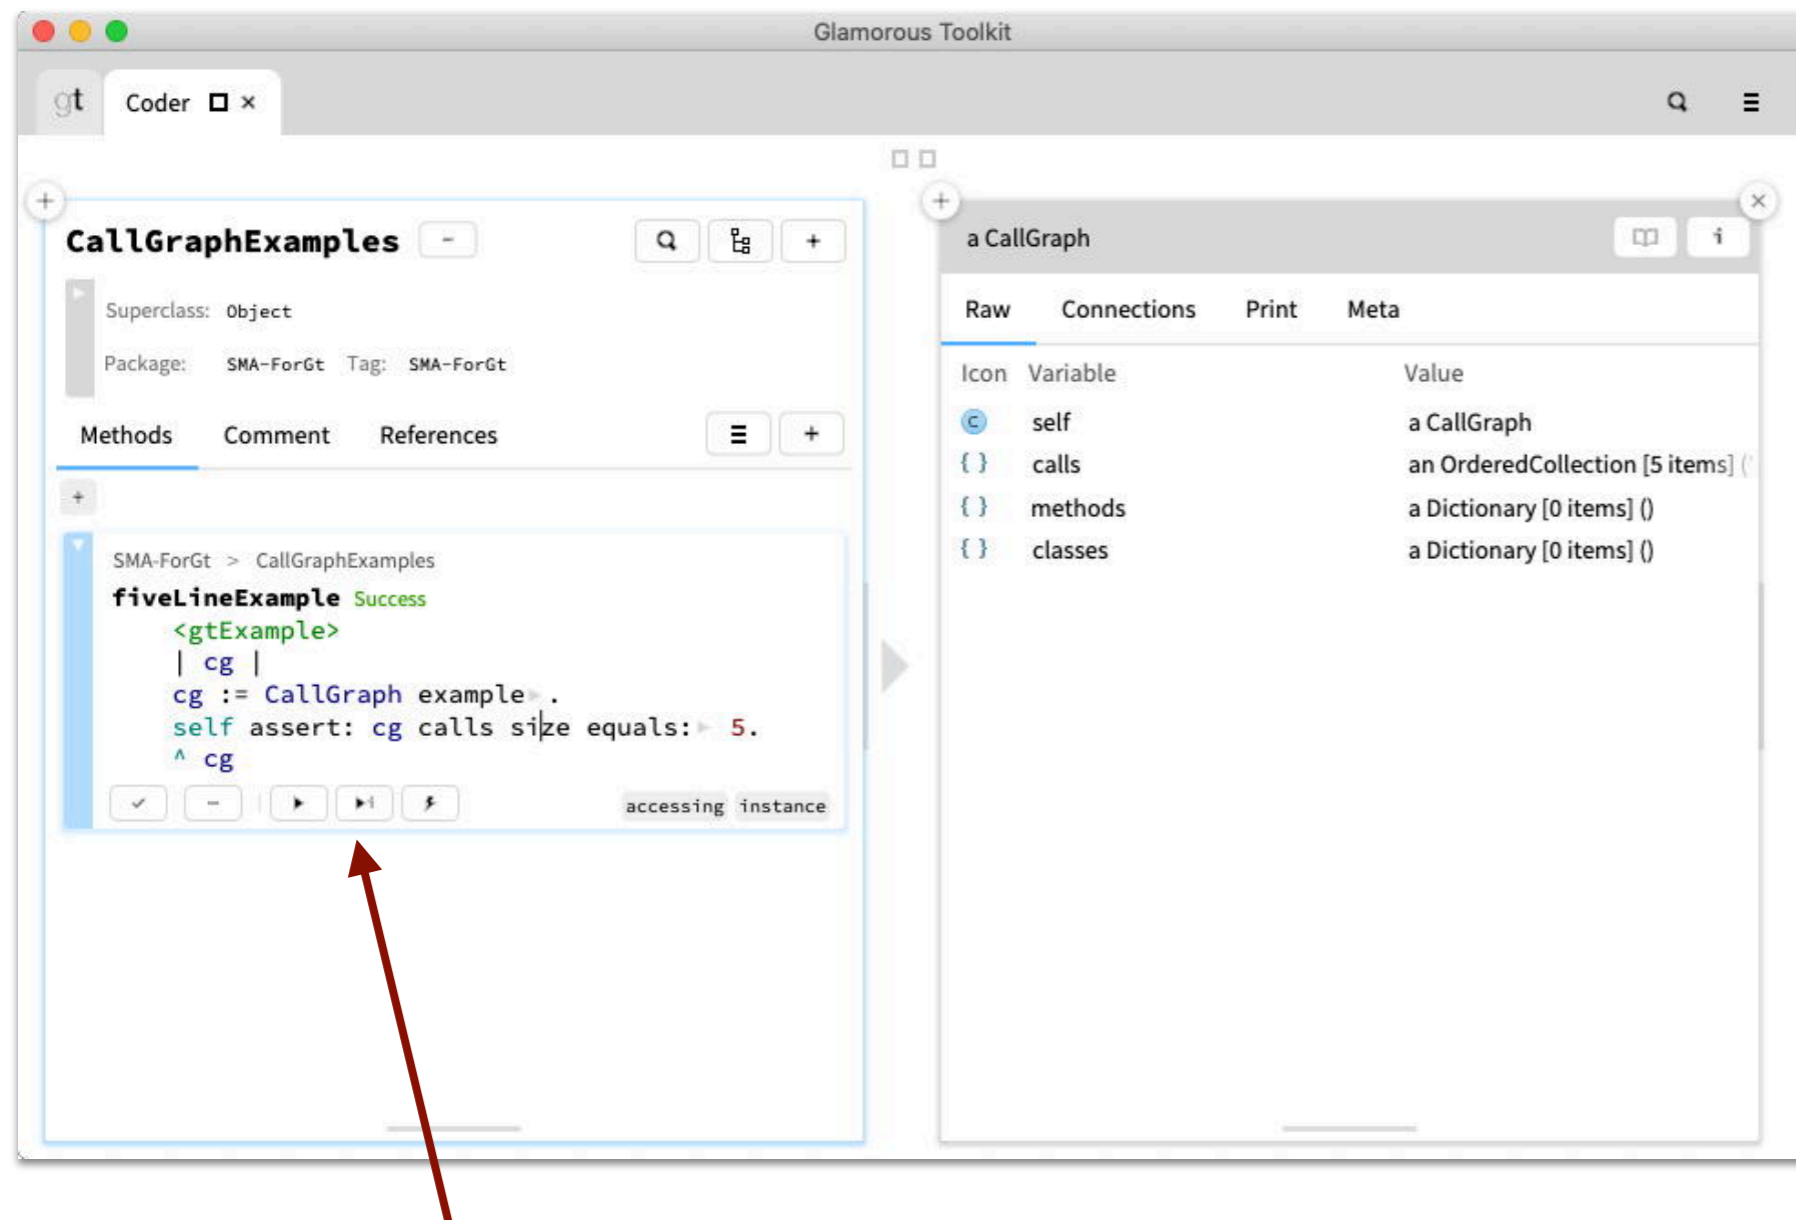 Glamorous Toolkit
gt Coder
CallGraphExamples
Superclass: Object
Package: SMA-ForGt Tag: SMA-ForGt
Methods Comment References
SMA-ForGt > CallGraphExamples
fiveLineExample Success
<gtExample>
| cg |
cg := CallGraph example .
self assert: cg calls size equals: 5.
^ cg
accessing instance
a CallGraph
Raw Connections Print Meta
Icon Variable Value
C self a CallGraph
{ } calls an OrderedCollection [5 items] ('
{ } methods a Dictionary [0 items] ()
{ } classes a Dictionary [0 items] ()